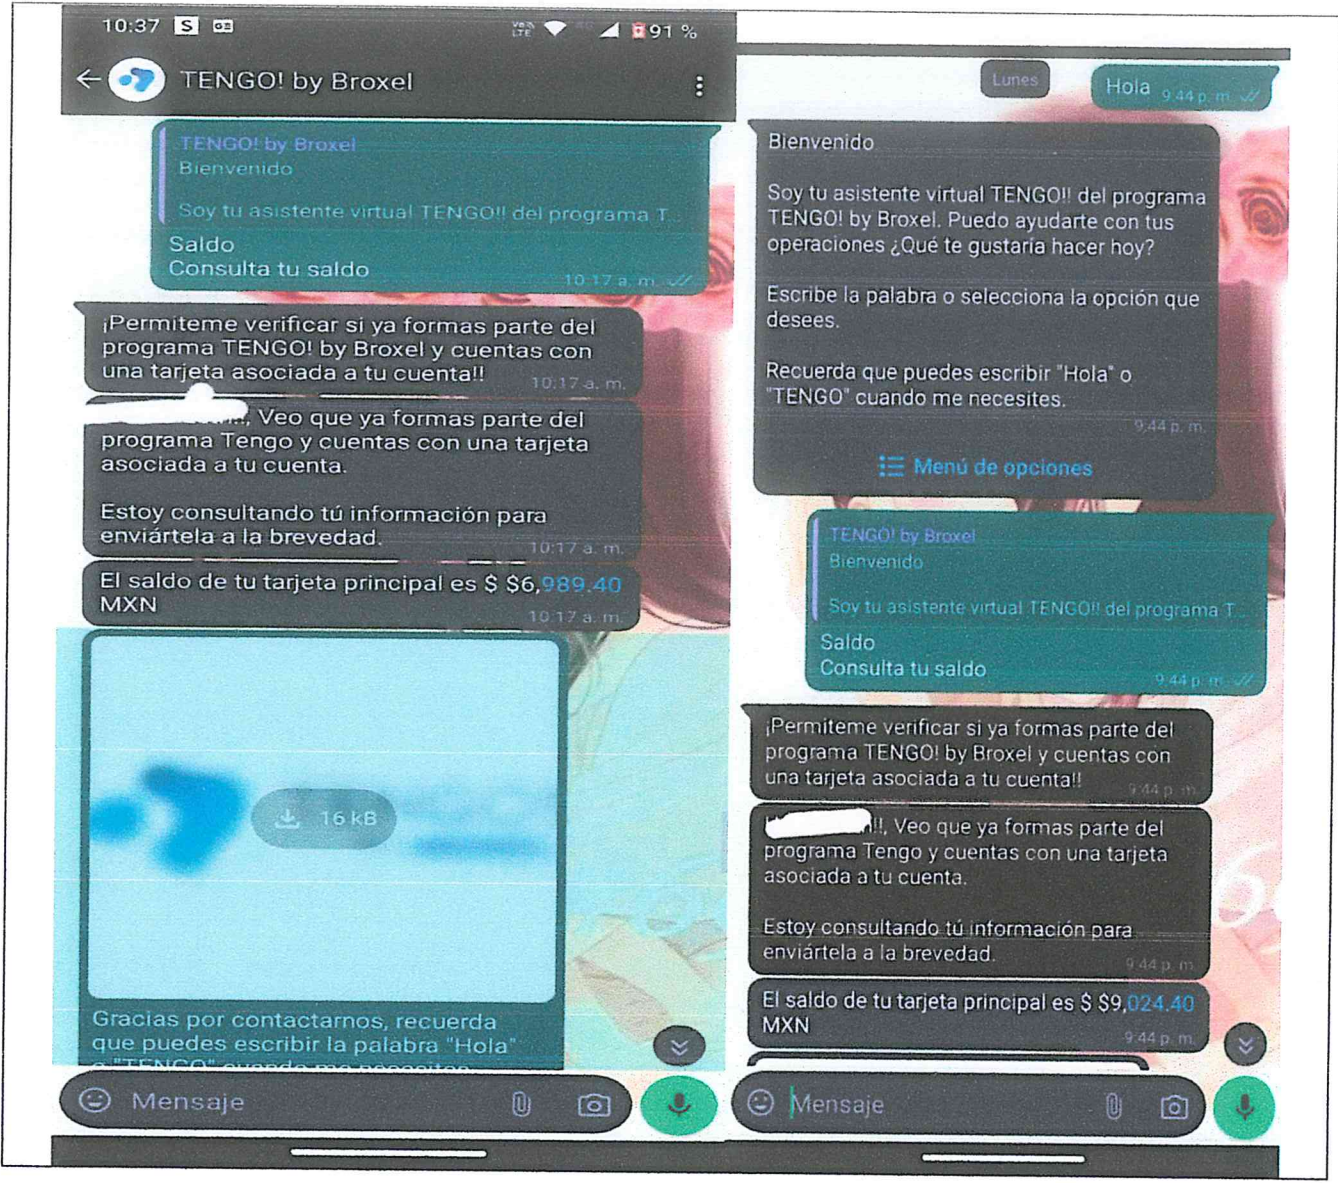 10:37 S GE
Vo LTE 91 %
TENGO! by Broxel
TENGO! by Broxel
Bienvenido
Soy tu asistente virtual TENGO!! del programa T...
Saldo
Consulta tu saldo
10:17 a. m.
¡Permiteme verificar si ya formas parte del
programa TENGO! by Broxel y cuentas con
una tarjeta asociada a tu cuenta!!
10:17 a. m.
, Veo que ya formas parte del
programa Tengo y cuentas con una tarjeta
asociada a tu cuenta.
Estoy consultando tú información para
enviártela a la brevedad.
10:17 a. m.
El saldo de tu tarjeta principal es $ $6,989.40
MXN
10:17 a. m.
16 kB
Gracias por contactarnos, recuerda
que puedes escribir la palabra "Hola"
o "TENGO" cuando me necesites
Mensaje
Lunes
Hola
9:44 p. m.
Bienvenido
Soy tu asistente virtual TENGO!! del programa
TENGO! by Broxel. Puedo ayudarte con tus
operaciones ¿Qué te gustaría hacer hoy?
Escribe la palabra o selecciona la opción que
desees.
Recuerda que puedes escribir "Hola" o
"TENGO" cuando me necesites.
9:44 p. m.
Menú de opciones
TENGO! by Broxel
Bienvenido
Soy tu asistente virtual TENGO!! del programa T...
Saldo
Consulta tu saldo
9:44 p. m.
¡Permiteme verificar si ya formas parte del
programa TENGO! by Broxel y cuentas con
una tarjeta asociada a tu cuenta!!
9:44 p. m.
!!, Veo que ya formas parte del
programa Tengo y cuentas con una tarjeta
asociada a tu cuenta.
Estoy consultando tú información para
enviártela a la brevedad.
9:44 p. m.
El saldo de tu tarjeta principal es $ $9,024.40
MXN
9:44 p. m.
Mensaje